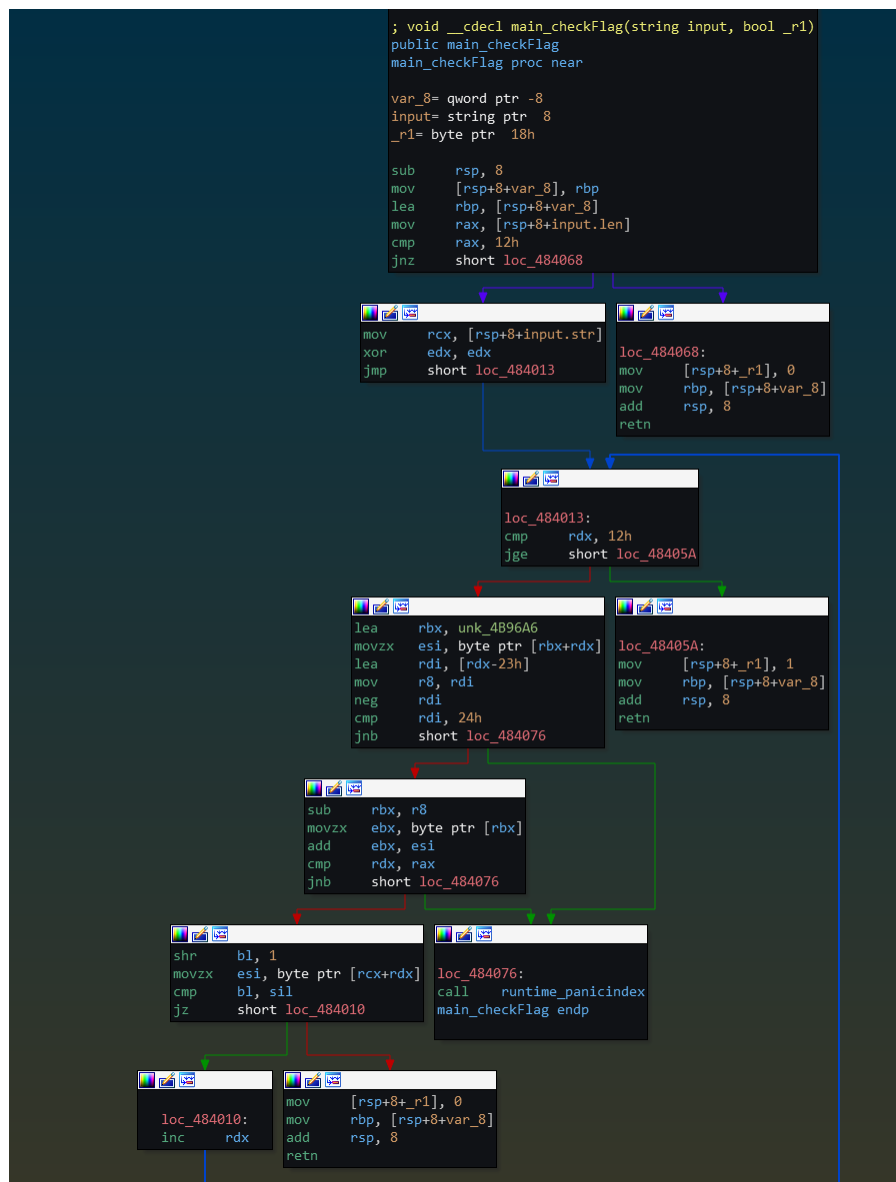 ; void __cdecl main_checkFlag(string input, bool _r1)
public main_checkFlag
main_checkFlag proc near
var_8= qword ptr -8
input= string ptr  8
_r1= byte ptr  18h
sub     rsp, 8
mov     [rsp+8+var_8], rbp
lea     rbp, [rsp+8+var_8]
mov     rax, [rsp+8+input.len]
cmp     rax, 12h
jnz     short loc_484068
mov     rcx, [rsp+8+input.str]
xor     edx, edx
jmp     short loc_484013
loc_484068:
mov     [rsp+8+_r1], 0
mov     rbp, [rsp+8+var_8]
add     rsp, 8
retn
loc_484013:
cmp     rdx, 12h
jge     short loc_48405A
lea     rbx, unk_4B96A6
movzx   esi, byte ptr [rbx+rdx]
lea     rdi, [rdx-23h]
mov     r8, rdi
neg     rdi
cmp     rdi, 24h
jnb     short loc_484076
loc_48405A:
mov     [rsp+8+_r1], 1
mov     rbp, [rsp+8+var_8]
add     rsp, 8
retn
sub     rbx, r8
movzx   ebx, byte ptr [rbx]
add     ebx, esi
cmp     rdx, rax
jnb     short loc_484076
shr     bl, 1
movzx   esi, byte ptr [rcx+rdx]
cmp     bl, sil
jz      short loc_484010
loc_484076:
call    runtime_panicindex
main_checkFlag endp
loc_484010:
inc     rdx
mov     [rsp+8+_r1], 0
mov     rbp, [rsp+8+var_8]
add     rsp, 8
retn